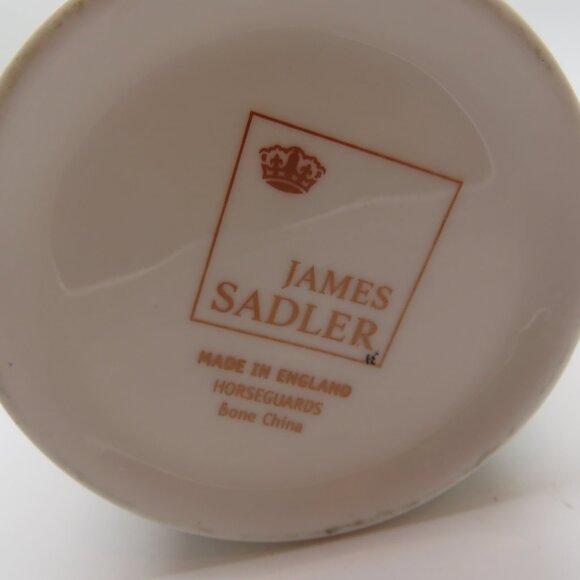 JAMES
SADLER
MADE IN ENGLAND
HORSEGUARDS
Bone China